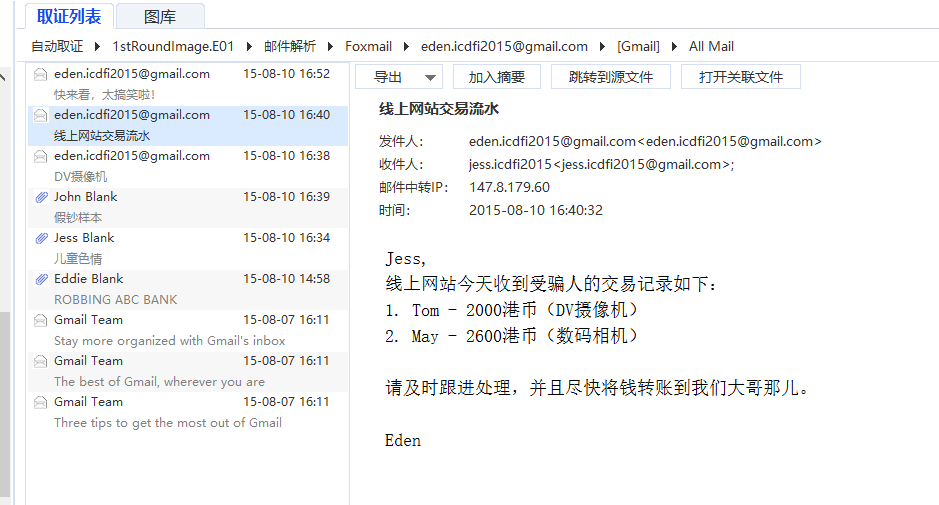 取证列表
图库
自动取证 1stRoundImage.E01 邮件解析 Foxmail eden.icdfi2015@gmail.com [Gmail] All Mail
eden.icdfi2015@gmail.com 15-08-10 16:52
快来看，太搞笑啦！
eden.icdfi2015@gmail.com 15-08-10 16:40
线上网站交易流水
eden.icdfi2015@gmail.com 15-08-10 16:38
DV摄像机
John Blank 15-08-10 16:39
假钞样本
Jess Blank 15-08-10 16:34
儿童色情
Eddie Blank 15-08-10 14:58
ROBBING ABC BANK
Gmail Team 15-08-07 16:11
Stay more organized with Gmail's inbox
Gmail Team 15-08-07 16:11
The best of Gmail, wherever you are
Gmail Team 15-08-07 16:11
Three tips to get the most out of Gmail
导出 加入摘要 跳转到源文件 打开关联文件
线上网站交易流水
发件人： eden.icdfi2015@gmail.com<eden.icdfi2015@gmail.com>
收件人： jess.icdfi2015<jess.icdfi2015@gmail.com>;
邮件中转IP： 147.8.179.60
时间： 2015-08-10 16:40:32
Jess,
线上网站今天收到受骗人的交易记录如下：
1. Tom - 2000港币（DV摄像机）
2. May - 2600港币（数码相机）
请及时跟进处理，并且尽快将钱转账到我们大哥那儿。
Eden